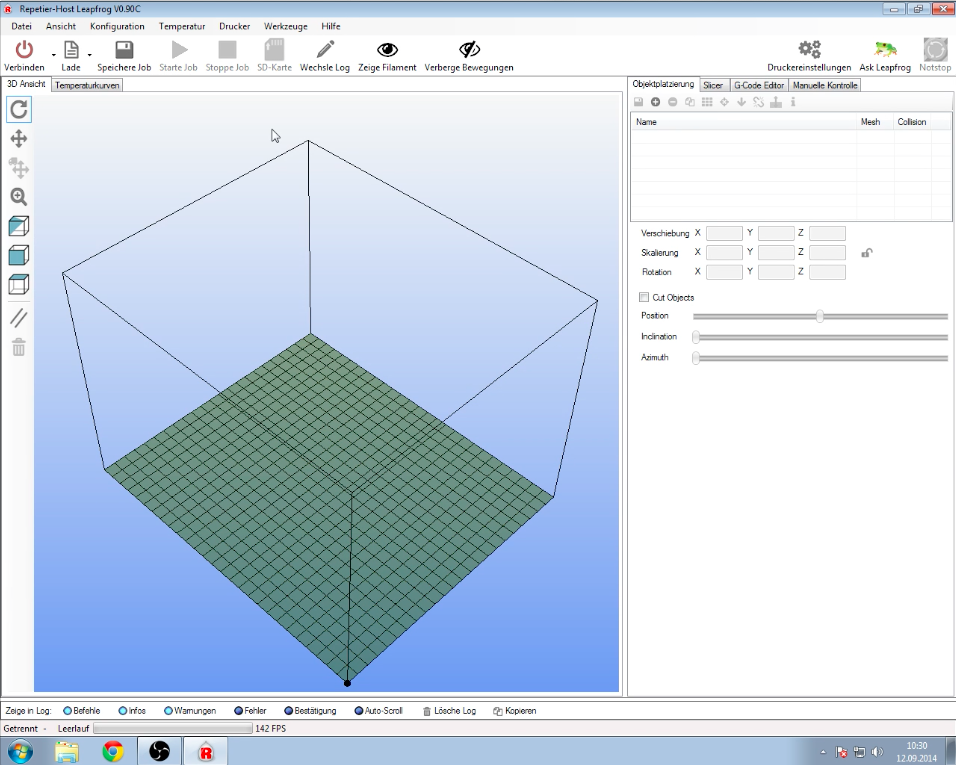 Repetier-Host Leapfrog V0.90C
Datei Ansicht Konfiguration Temperatur Drucker Werkzeuge Hilfe
Verbinden Lade Speichere Job Starte Job Stoppe Job SD-Karte Wechsle Log Zeige Filament Verberge Bewegungen Druckereinstellungen Ask Leapfrog Notstop
3D Ansicht Temperaturkurven Objektplatzierung Slicer G-Code Editor Manuelle Kontrolle
Name Mesh Collision
Verschiebung X Y Z
Skalierung X Y Z
Rotation X Y Z
Cut Objects
Position
Inclination
Azimuth
Zeige in Log: Befehle Infos Warnungen Fehler Bestätigung Auto-Scroll Lösche Log Kopieren
Getrennt - Leerlauf 142 FPS
10:30
12.09.2014